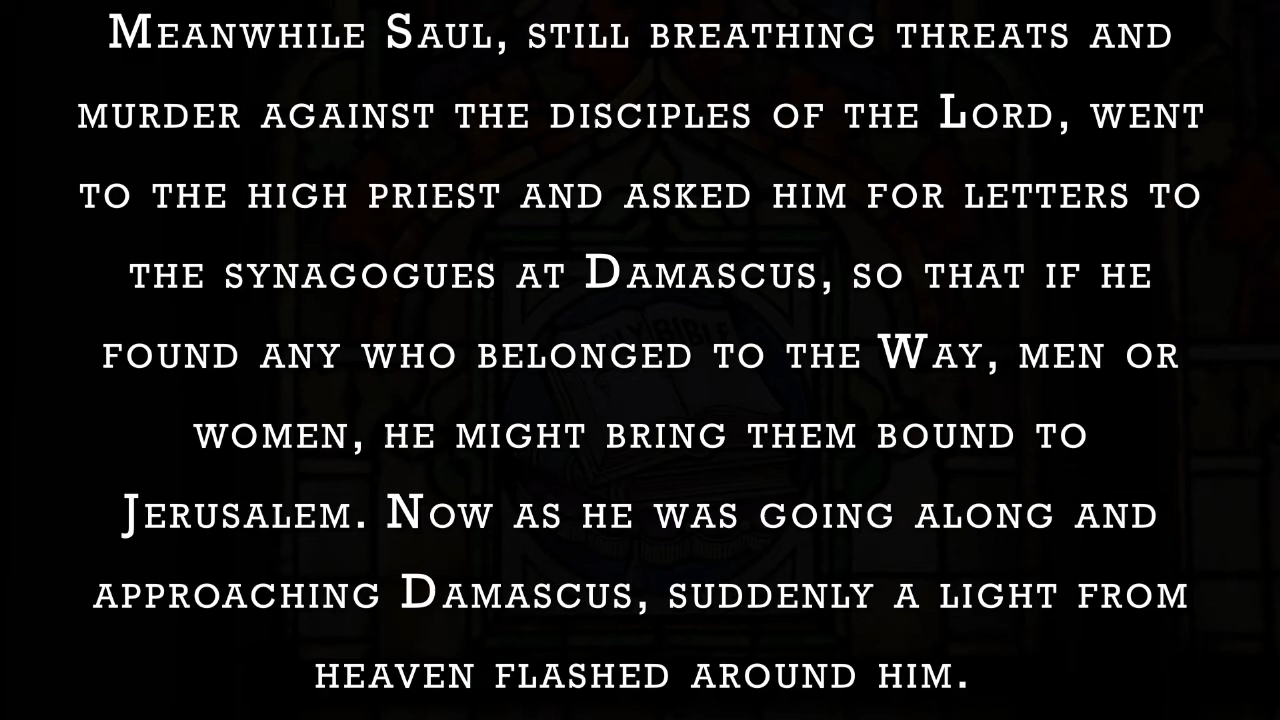 Meanwhile Saul, still breathing threats and
murder against the disciples of the Lord, went
to the high priest and asked him for letters to
the synagogues at Damascus, so that if he
found any who belonged to the Way, men or
women, he might bring them bound to
Jerusalem. Now as he was going along and
approaching Damascus, suddenly a light from
heaven flashed around him.